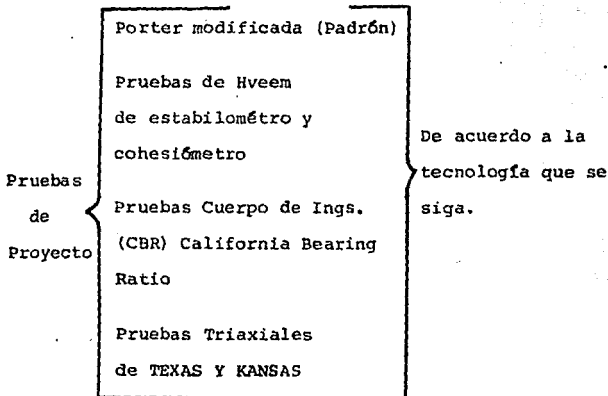 Porter modificada (Padrón)
Pruebas de Hveem
de estabilométro y
cohesiómetro
Pruebas Cuerpo de Ings.
(CBR) California Bearing
Ratio
Pruebas Triaxiales
de TEXAS Y KANSAS
Pruebas
de
Proyecto
De acuerdo a la
tecnología que se
siga.